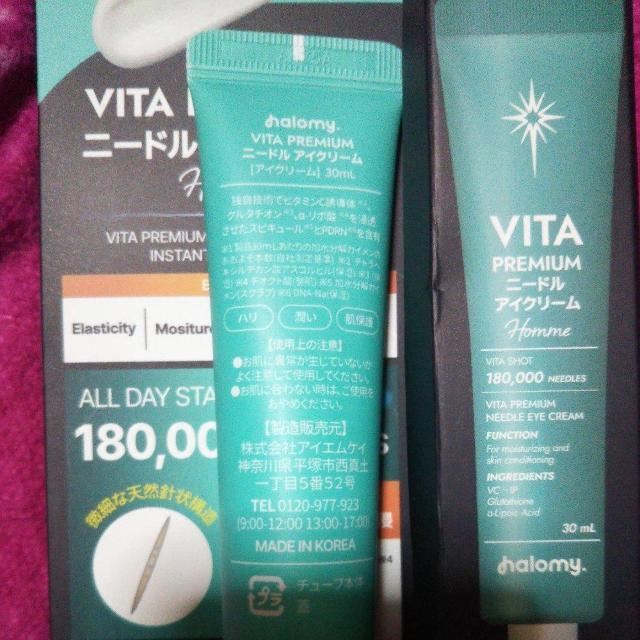 VITA
ニードル
VITA PREMIUM
INSTANT
Elasticity
Mositure
ALL DAY STA
180,00
微細な天然針状構造
halomy.
VITA PREMIUM
ニードル アイクリーム
[アイクリーム] 30mL
独自技術でビタミンC誘導体
グルタチオン α-リポ酸 を浸透
させたスピキュール とPDRN を含有
ハリ
潤い
肌保護
【使用上の注意】
●お肌に異常が生じていないか
よく注意して使用してください。
●お肌に合わない時は、ご使用を
おやめください。
【製造販売元】
株式会社アイエムケイ
神奈川県平塚市西真土
一丁目5番52号
TEL 0120-977-923
(9:00-12:00 13:00-17:00)
MADE IN KOREA
プラ
チューブ本体
蓋
VITA
PREMIUM
ニードル
アイクリーム
Homme
VITA SHOT
180,000 NEEDLES
VITA PREMIUM
NEEDLE EYE CREAM
FUNCTION
For moisturizing and
skin conditioning
INGREDIENTS
VC-IP
Glutathione
α-Lipoic Acid
30 mL
halomy.